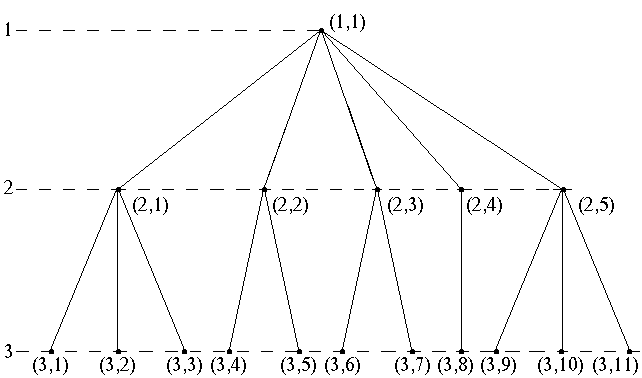 1 (1,1)
2 (2,1) (2,2) (2,3) (2,4) (2,5)
3 (3,1) (3,2) (3,3) (3,4) (3,5) (3,6) (3,7) (3,8) (3,9) (3,10) (3,11)